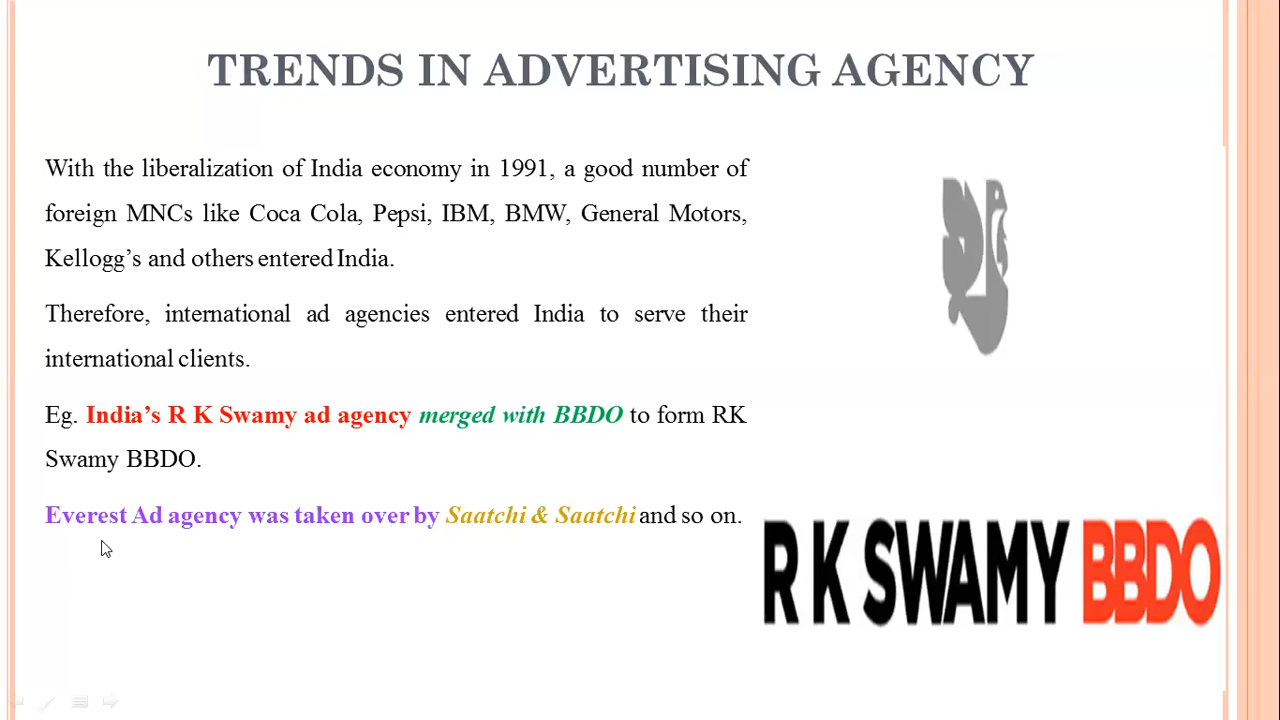 TRENDS IN ADVERTISING AGENCY
With the liberalization of India economy in 1991, a good number of
foreign MNCs like Coca Cola, Pepsi, IBM, BMW, General Motors,
Kellogg’s and others entered India.
Therefore, international ad agencies entered India to serve their
international clients.
Eg. India’s R K Swamy ad agency merged with BBDO to form RK
Swamy BBDO.
Everest Ad agency was taken over by Saatchi & Saatchi and so on.
R K SWAMY BBDO